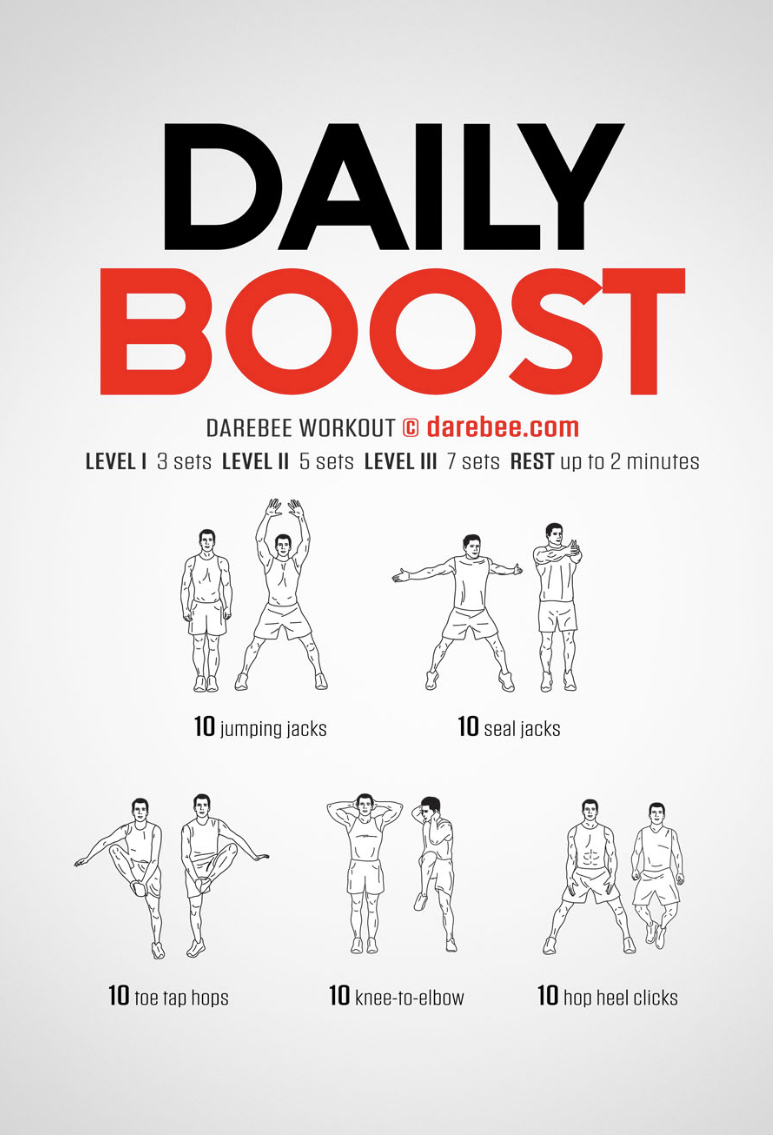 DAILY
BOOST
DAREBEE WORKOUT © darebee.com
LEVEL I 3 sets LEVEL II 5 sets LEVEL III 7 sets REST up to 2 minutes
10 jumping jacks
10 seal jacks
10 toe tap hops
10 knee-to-elbow
10 hop heel clicks